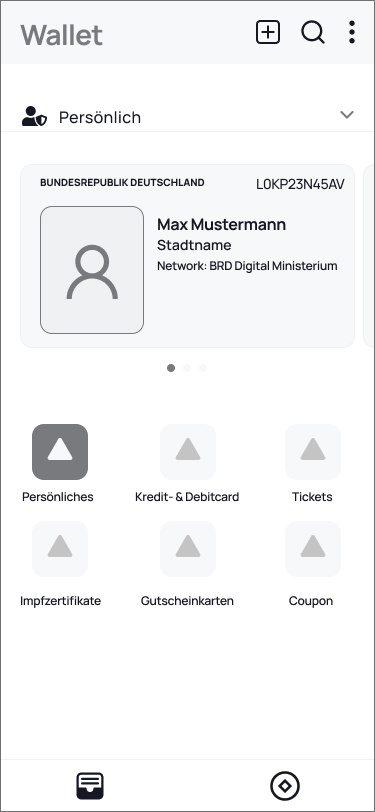 Wallet
Persönlich
BUNDESREPUBLIK DEUTSCHLAND
L0KP23N45AV
Max Mustermann
Stadtname
Network: BRD Digital Ministerium
Persönliches
Kredit- & Debitcard
Tickets
Impfzertifikate
Gutscheinkarten
Coupon